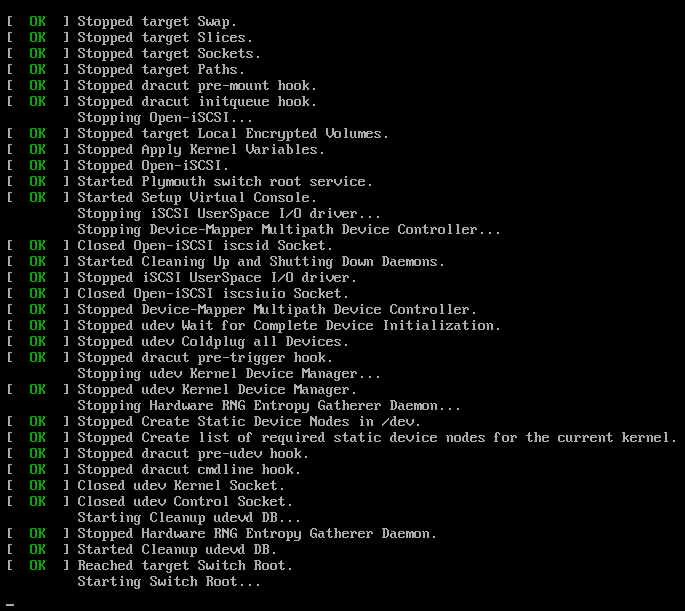 [  OK  ] Stopped target Swap.
[  OK  ] Stopped target Slices.
[  OK  ] Stopped target Sockets.
[  OK  ] Stopped target Paths.
[  OK  ] Stopped dracut pre-mount hook.
[  OK  ] Stopped dracut initqueue hook.
         Stopping Open-iSCSI...
[  OK  ] Stopped target Local Encrypted Volumes.
[  OK  ] Stopped Apply Kernel Variables.
[  OK  ] Stopped Open-iSCSI.
[  OK  ] Started Plymouth switch root service.
[  OK  ] Started Setup Virtual Console.
         Stopping iSCSI UserSpace I/O driver...
         Stopping Device-Mapper Multipath Device Controller...
[  OK  ] Closed Open-iSCSI iscsid Socket.
[  OK  ] Started Cleaning Up and Shutting Down Daemons.
[  OK  ] Stopped iSCSI UserSpace I/O driver.
[  OK  ] Closed Open-iSCSI iscsiuio Socket.
[  OK  ] Stopped Device-Mapper Multipath Device Controller.
[  OK  ] Stopped udev Wait for Complete Device Initialization.
[  OK  ] Stopped udev Coldplug all Devices.
[  OK  ] Stopped dracut pre-trigger hook.
         Stopping udev Kernel Device Manager...
[  OK  ] Stopped udev Kernel Device Manager.
         Stopping Hardware RNG Entropy Gatherer Daemon...
[  OK  ] Stopped Create Static Device Nodes in /dev.
[  OK  ] Stopped Create list of required static device nodes for the current kernel.
[  OK  ] Stopped dracut pre-udev hook.
[  OK  ] Stopped dracut cmdline hook.
[  OK  ] Closed udev Kernel Socket.
[  OK  ] Closed udev Control Socket.
         Starting Cleanup udevd DB...
[  OK  ] Stopped Hardware RNG Entropy Gatherer Daemon.
[  OK  ] Started Cleanup udevd DB.
[  OK  ] Reached target Switch Root.
         Starting Switch Root...